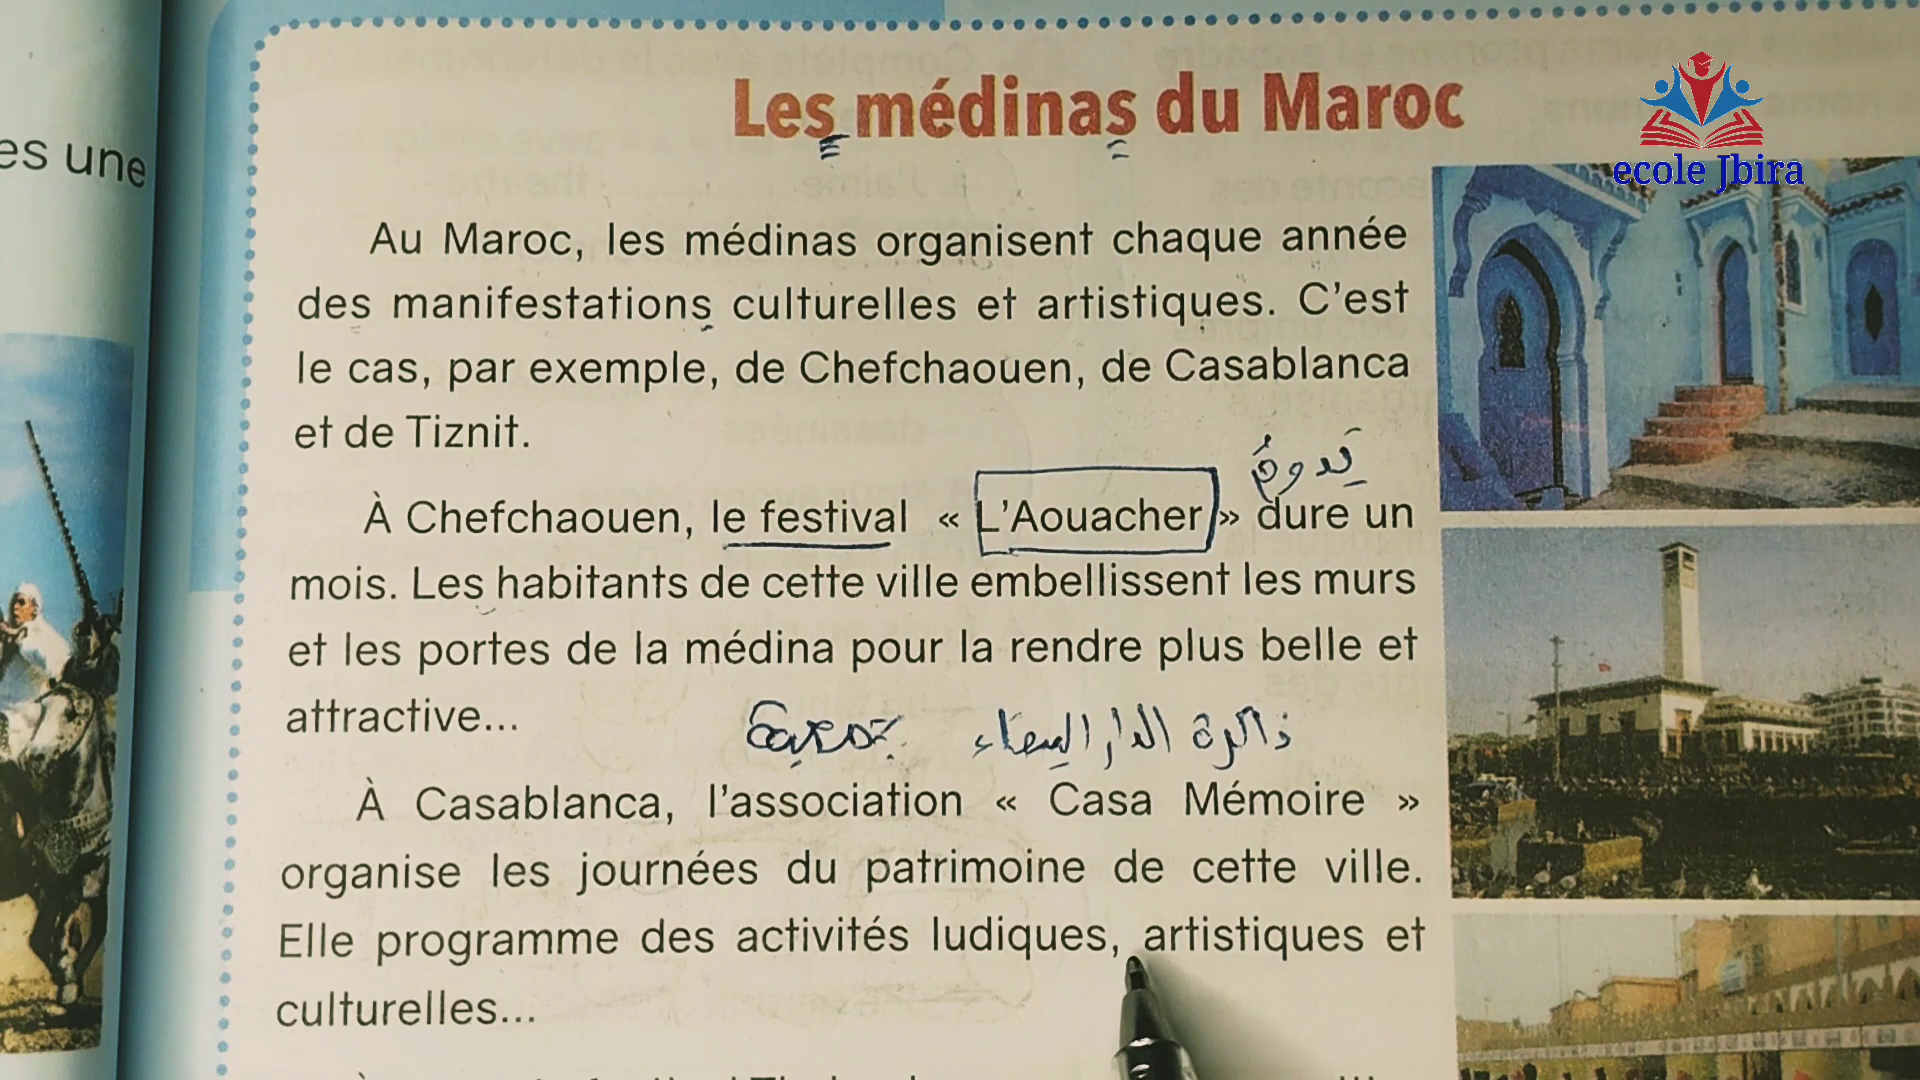 es une
Les médinas du Maroc
ecole Jbira
Au Maroc, les médinas organisent chaque année
des manifestations culturelles et artistiques. C'est
le cas, par exemple, de Chefchaouen, de Casablanca
et de Tiznit.
يَدومُ
À Chefchaouen, le festival « L'Aouacher » dure un
mois. Les habitants de cette ville embellissent les murs
et les portes de la médina pour la rendre plus belle et
attractive...
ذاكرة الدار البيضاء
À Casablanca, l'association « Casa Mémoire »
organise les journées du patrimoine de cette ville.
Elle programme des activités ludiques, artistiques et
culturelles...